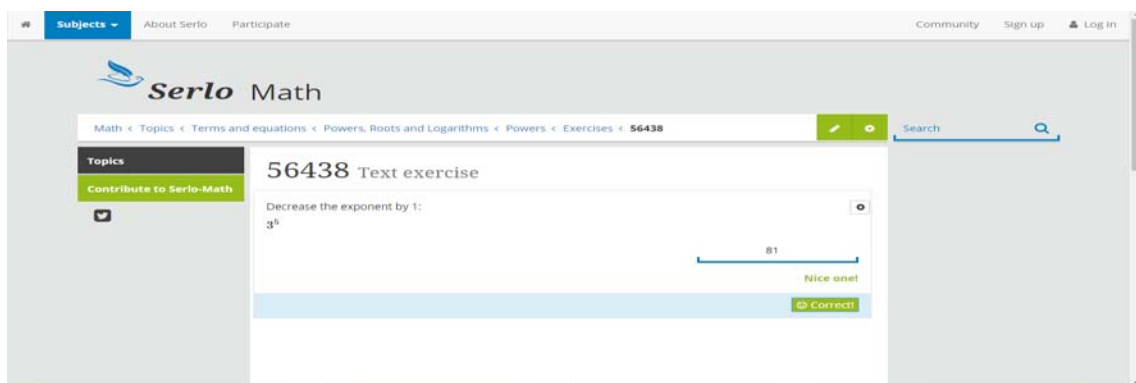 Subjects About Serlo Participate Community Sign up Log in
Serlo Math
Math < Topics < Terms and equations < Powers, Roots and Logarithms < Powers < Exercises < 56438
Search
Topics
Contribute to Serlo-Math
56438 Text exercise
Decrease the exponent by 1:
3⁵
81
Nice one!
Correct!